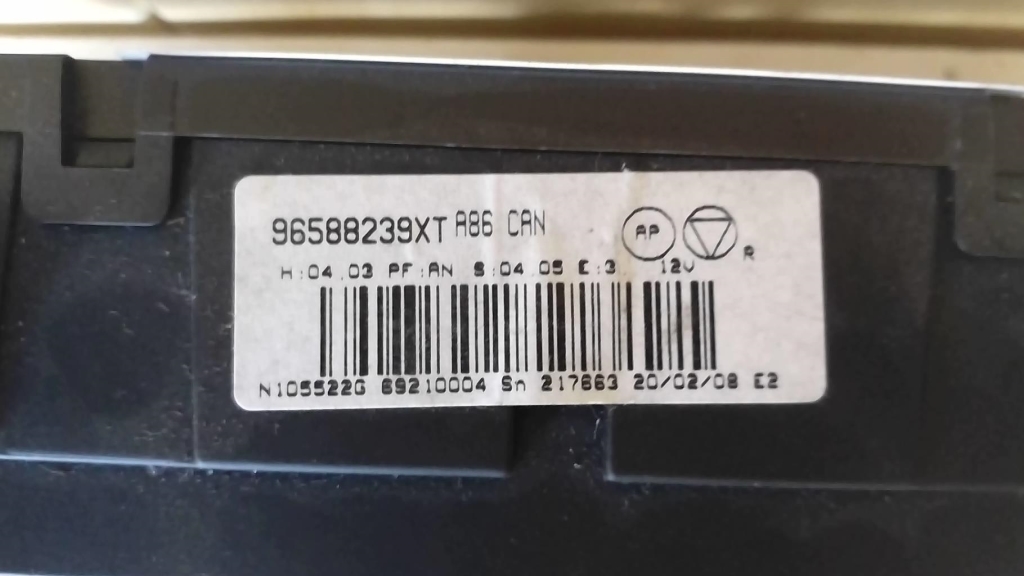 96588239XT A86 CAN AP
H:04.03 PF:AN S:04.05 E:3 12V R
N105522G 69210004 Sn 217663 20/02/08 E2